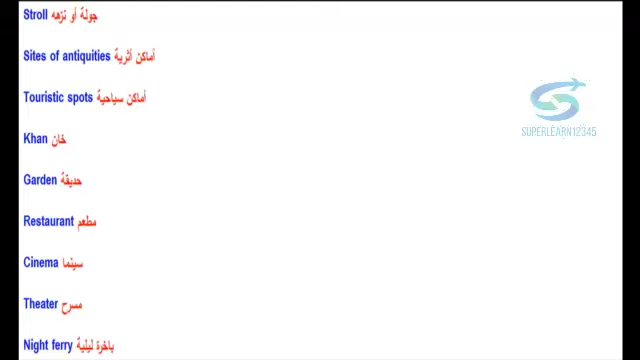 Stroll جولة أو نزهه
Sites of antiquities أماكن أثرية
Touristic spots أماكن سياحية
Khan خان
Garden حديقة
Restaurant مطعم
Cinema سينما
Theater مسرح
Night ferry باخرة ليلية
SUPERLEARN12345